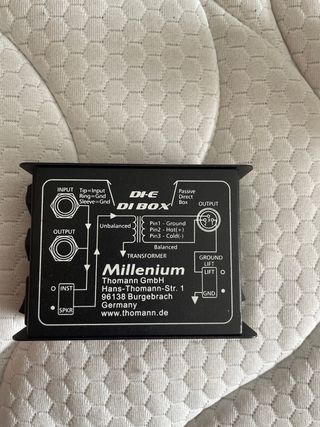 DI-E
DI BOX
Passive
Direct
Box
INPUT
Tip=Input
Ring=Gnd
Sleeve=Gnd
OUTPUT
Unbalanced
Pin1 - Ground
Pin2 - Hot(+)
Pin3 - Cold(-)
Balanced
OUTPUT
TRANSFORMER
GROUND
LIFT
LIFT
GND
INST
SPKR
Millenium
Thomann GmbH
Hans-Thomann-Str. 1
96138 Burgebrach
Germany
www.thomann.de